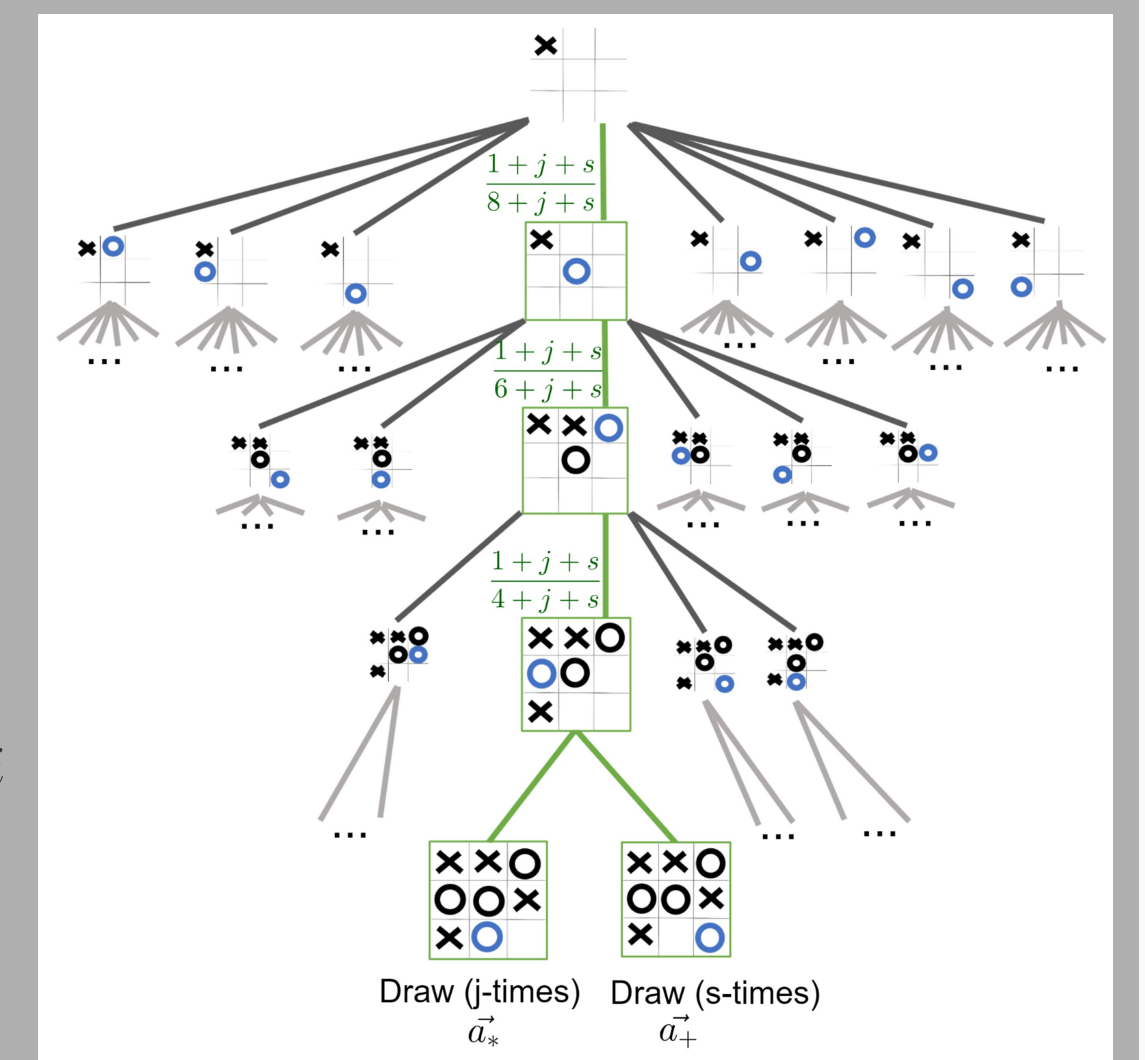 1 + j + s
8 + j + s
...
...
...
...
...
...
...
1 + j + s
6 + j + s
...
...
...
...
...
1 + j + s
4 + j + s
...
...
...
Draw (j-times) Draw (s-times)
a⃗* a⃗+